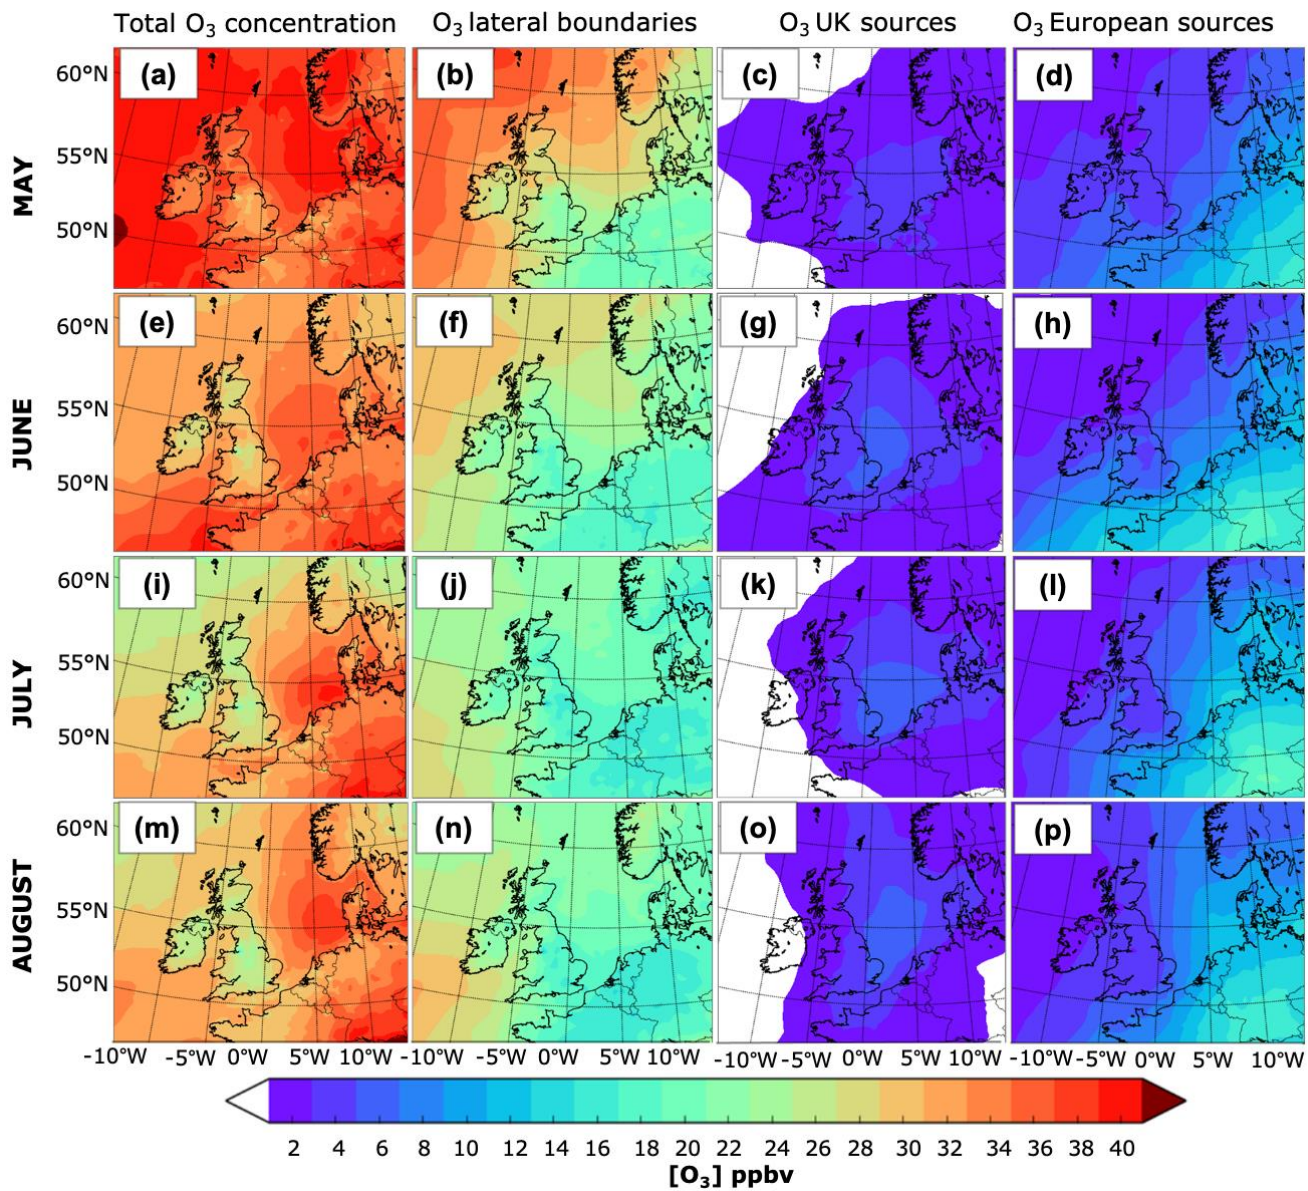 Total O₃ concentration O₃ lateral boundaries O₃ UK sources O₃ European sources
MAY
60°N (a) (b) (c) (d)
55°N
50°N
JUNE
60°N (e) (f) (g) (h)
55°N
50°N
JULY
60°N (i) (j) (k) (l)
55°N
50°N
AUGUST
60°N (m) (n) (o) (p)
55°N
50°N
-10°W -5°W 0°W 5°W 10°W -10°W -5°W 0°W 5°W 10°W -10°W -5°W 0°W 5°W 10°W -10°W -5°W 0°W 5°W 10°W
2 4 6 8 10 12 14 16 18 20 22 24 26 28 30 32 34 36 38 40
[O₃] ppbv